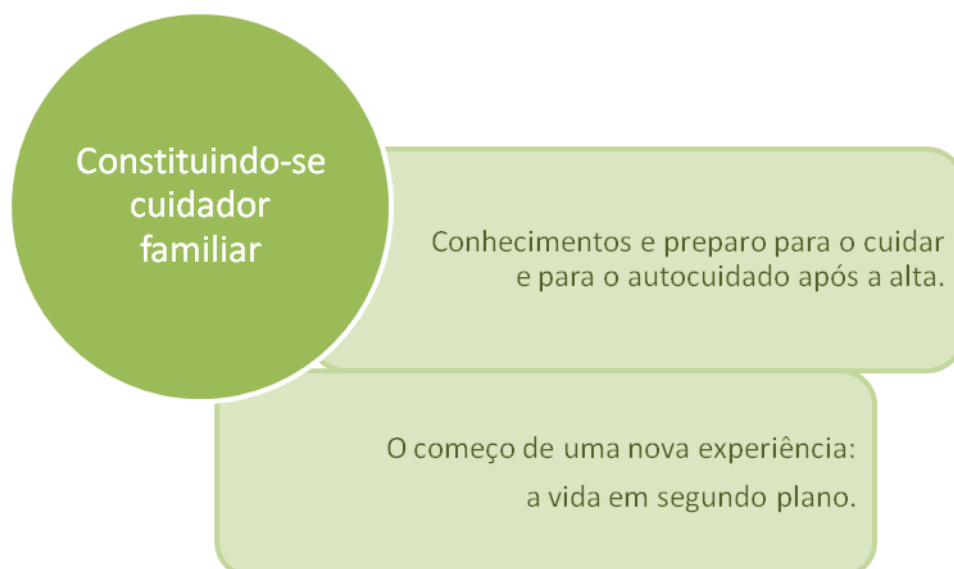 Constituindo-se
cuidador
familiar
Conhecimentos e preparo para o cuidar
e para o autocuidado após a alta.
O começo de uma nova experiência:
a vida em segundo plano.